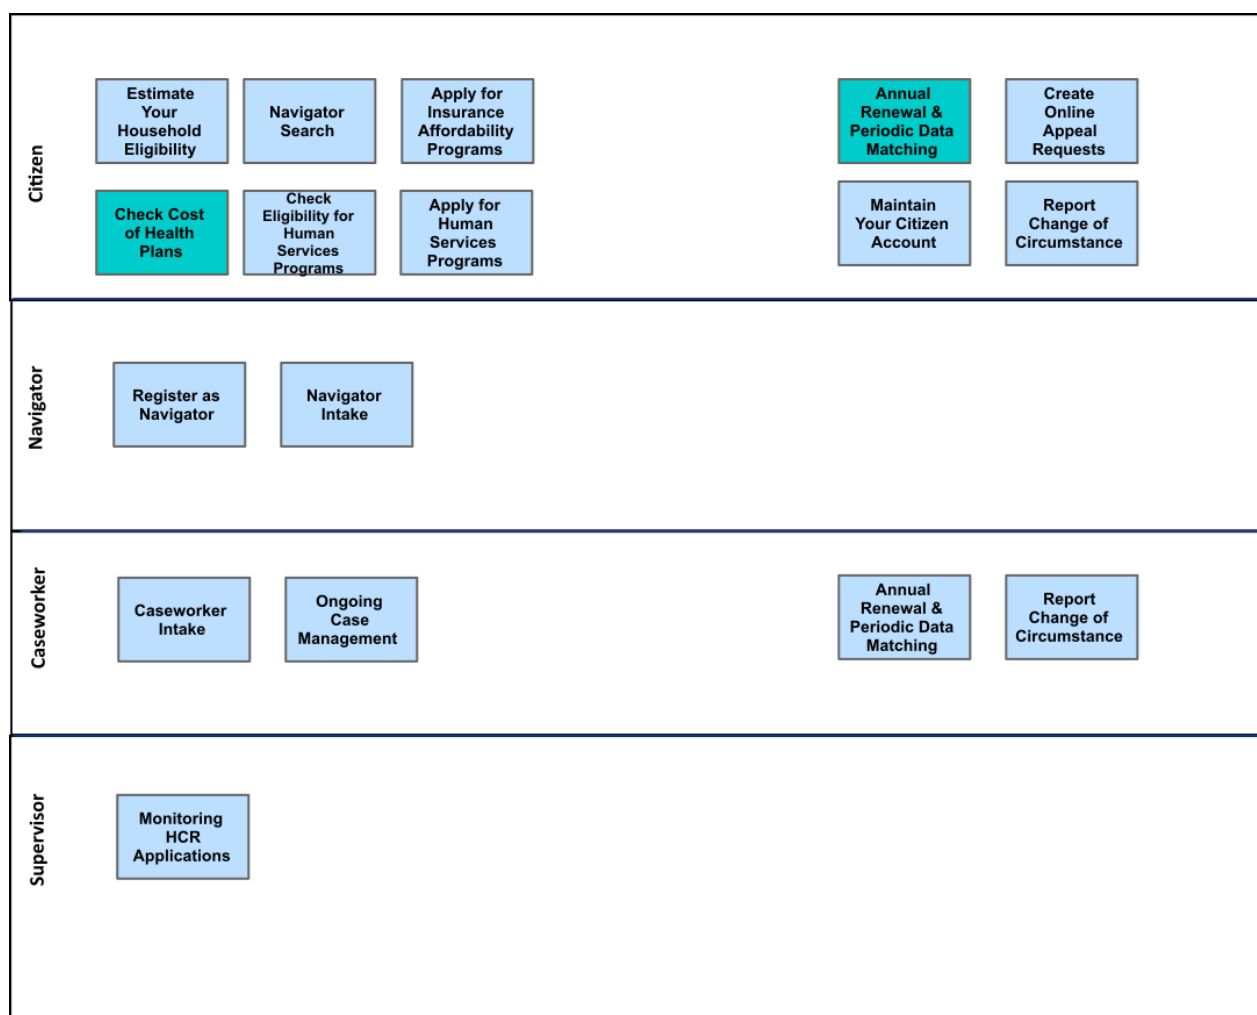 Citizen
Estimate
Your
Household
Eligibility
Navigator
Search
Apply for
Insurance
Affordability
Programs
Annual
Renewal &
Periodic Data
Matching
Create
Online
Appeal
Requests
Check Cost
of Health
Plans
Check
Eligibility for
Human
Services
Programs
Apply for
Human
Services
Programs
Maintain
Your Citizen
Account
Report
Change of
Circumstance
Navigator
Register as
Navigator
Navigator
Intake
Caseworker
Caseworker
Intake
Ongoing
Case
Management
Annual
Renewal &
Periodic Data
Matching
Report
Change of
Circumstance
Supervisor
Monitoring
HCR
Applications